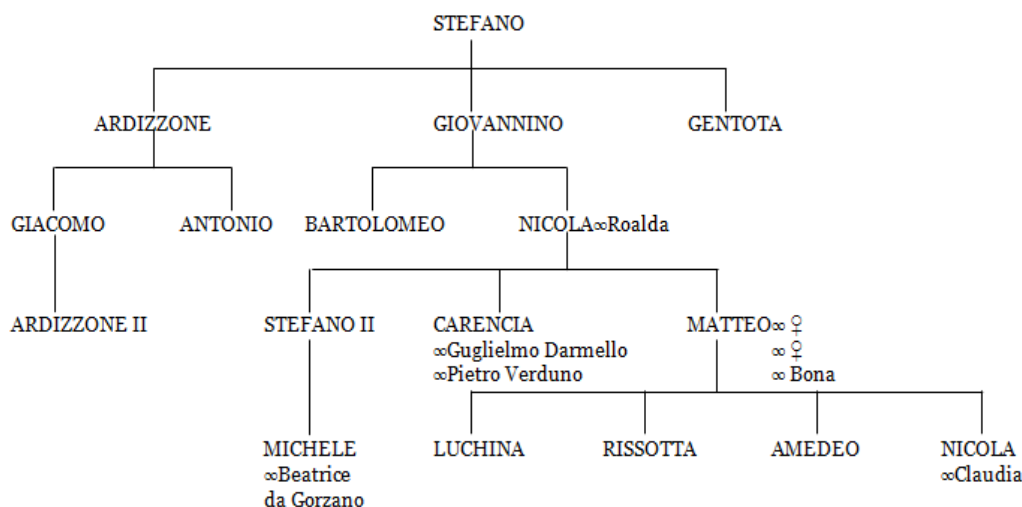 STEFANO
ARDIZZONE GIOVANNINO GENTOTA
GIACOMO ANTONIO BARTOLOMEO NICOLA∞Roalda
ARDIZZONE II STEFANO II CARENCIA MATTEO∞ ♀
∞Guglielmo Darmello ∞ ♀
∞Pietro Verduno ∞ Bona
MICHELE LUCHINA RISSOTTA AMEDEO NICOLA
∞Beatrice ∞Claudia
da Gorzano